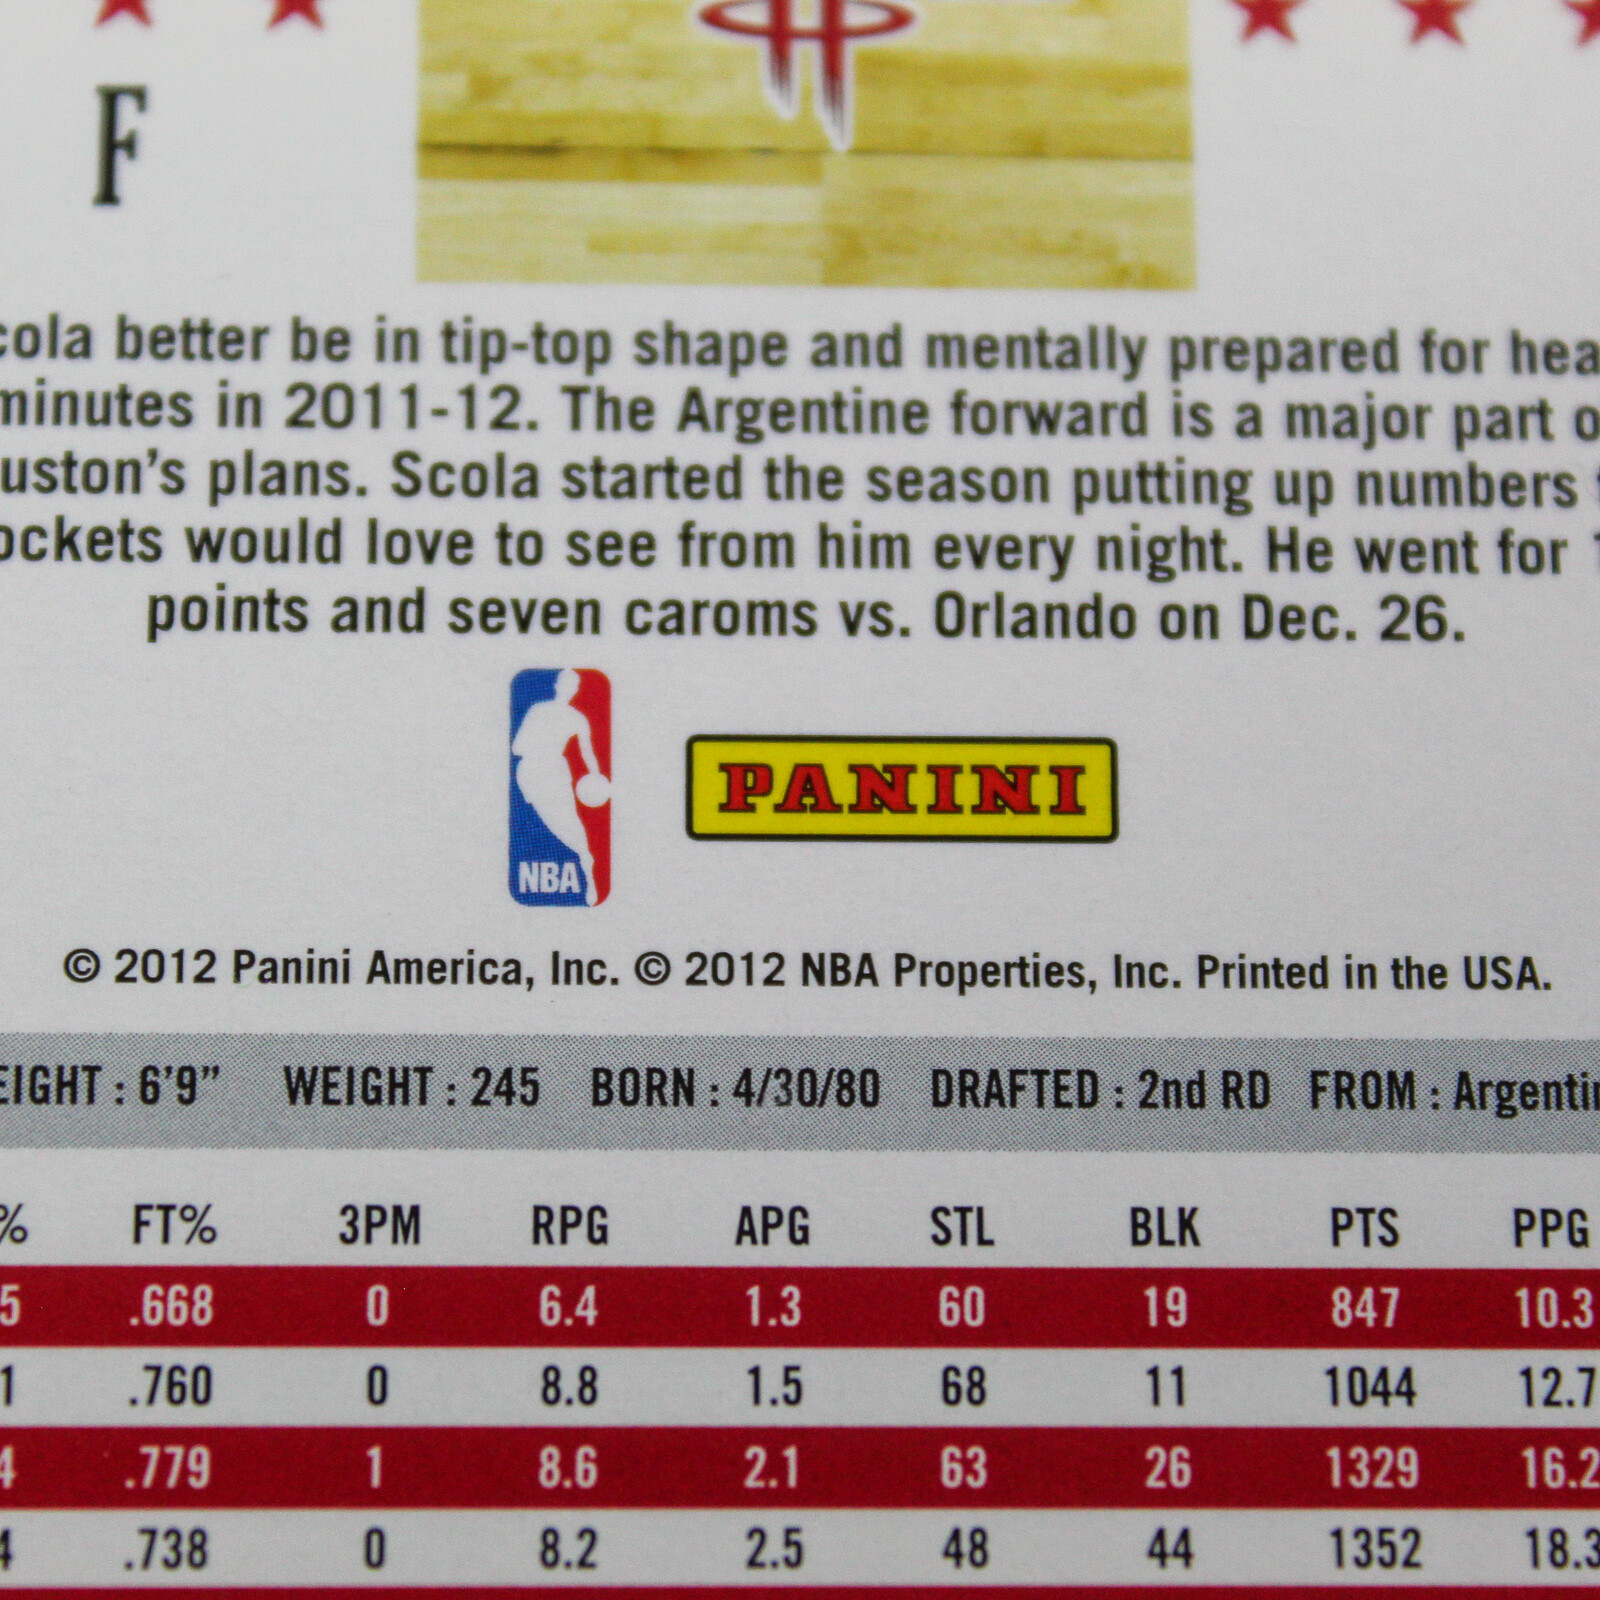 F
cola better be in tip-top shape and mentally prepared for hea
minutes in 2011-12. The Argentine forward is a major part o
uston's plans. Scola started the season putting up numbers
ockets would love to see from him every night. He went for 1
points and seven caroms vs. Orlando on Dec. 26.
NBA PANINI
© 2012 Panini America, Inc. © 2012 NBA Properties, Inc. Printed in the USA.
EIGHT : 6'9" WEIGHT : 245 BORN : 4/30/80 DRAFTED : 2nd RD FROM : Argentin
% FT% 3PM RPG APG STL BLK PTS PPG
5 .668 0 6.4 1.3 60 19 847 10.3
1 .760 0 8.8 1.5 68 11 1044 12.7
4 .779 1 8.6 2.1 63 26 1329 16.2
4 .738 0 8.2 2.5 48 44 1352 18.3